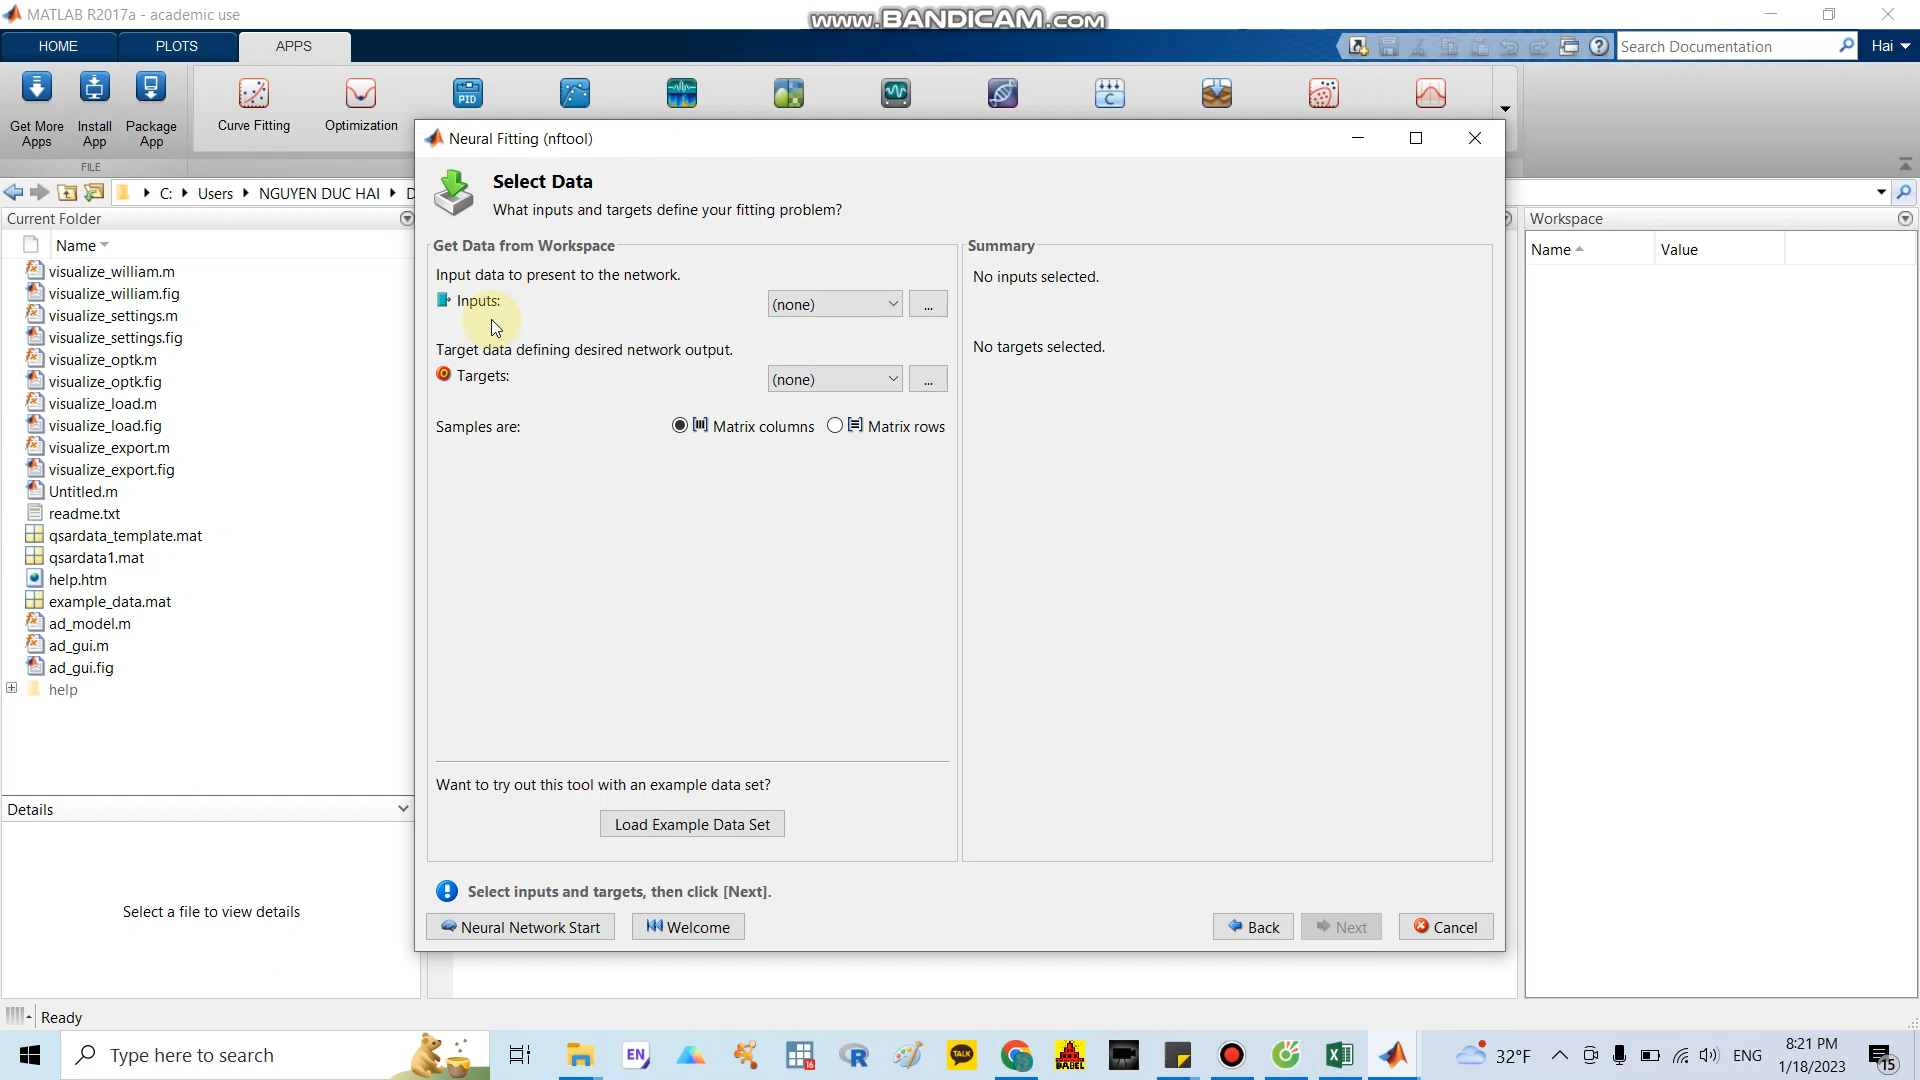 MATLAB R2017a - academic use
www.BANDICAM.com
HOME
PLOTS
APPS
Search Documentation
Hai
Get More Apps
Install App
Package App
Curve Fitting
Optimization
PID
C
FILE
C:
Users
NGUYEN DUC HAI
D
Current Folder
Name
visualize_william.m
visualize_william.fig
visualize_settings.m
visualize_settings.fig
visualize_optk.m
visualize_optk.fig
visualize_load.m
visualize_load.fig
visualize_export.m
visualize_export.fig
Untitled.m
readme.txt
qsardata_template.mat
qsardata1.mat
help.htm
example_data.mat
ad_model.m
ad_gui.m
ad_gui.fig
help
Details
Select a file to view details
Neural Fitting (nftool)
Select Data
What inputs and targets define your fitting problem?
Get Data from Workspace
Input data to present to the network.
Inputs:
(none)
...
Target data defining desired network output.
Targets:
(none)
...
Samples are:
Matrix columns
Matrix rows
Want to try out this tool with an example data set?
Load Example Data Set
Summary
No inputs selected.
No targets selected.
Select inputs and targets, then click [Next].
Neural Network Start
Welcome
Back
Next
Cancel
Workspace
Name
Value
Ready
Type here to search
EN
16
R
TALK
BABEL
32°F
ENG
8:21 PM
1/18/2023
15